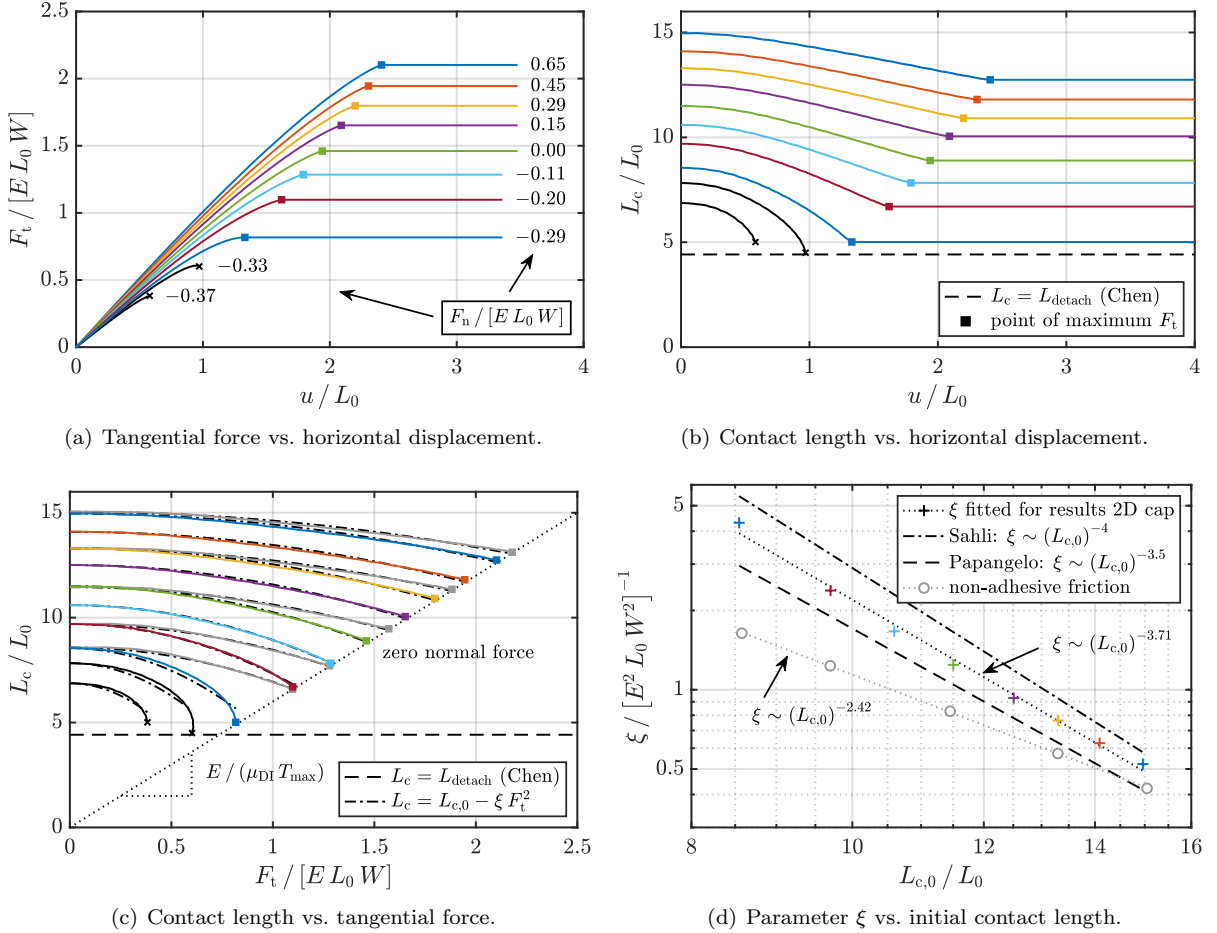 2.5
2
1.5
1
0.5
0
0 1 2 3 4
F_t / [E L_0 W]
u / L_0
0.65
0.45
0.29
0.15
0.00
−0.11
−0.20
−0.29
−0.33
−0.37
F_n / [E L_0 W]
(a) Tangential force vs. horizontal displacement.
15
10
5
0
0 1 2 3 4
L_c / L_0
u / L_0
L_c = L_detach (Chen)
point of maximum F_t
(b) Contact length vs. horizontal displacement.
15
10
5
0
0 0.5 1 1.5 2 2.5
L_c / L_0
F_t / [E L_0 W]
zero normal force
E / (μ_DI T_max)
L_c = L_detach (Chen)
L_c = L_c,0 − ξ F_t^2
(c) Contact length vs. tangential force.
5
1
0.5
8 10 12 14 16
ξ / [E^2 L_0 W^2]^−1
L_c,0 / L_0
ξ fitted for results 2D cap
Sahli: ξ ∼ (L_c,0)^−4
Papangelo: ξ ∼ (L_c,0)^−3.5
non-adhesive friction
ξ ∼ (L_c,0)^−3.71
ξ ∼ (L_c,0)^−2.42
(d) Parameter ξ vs. initial contact length.